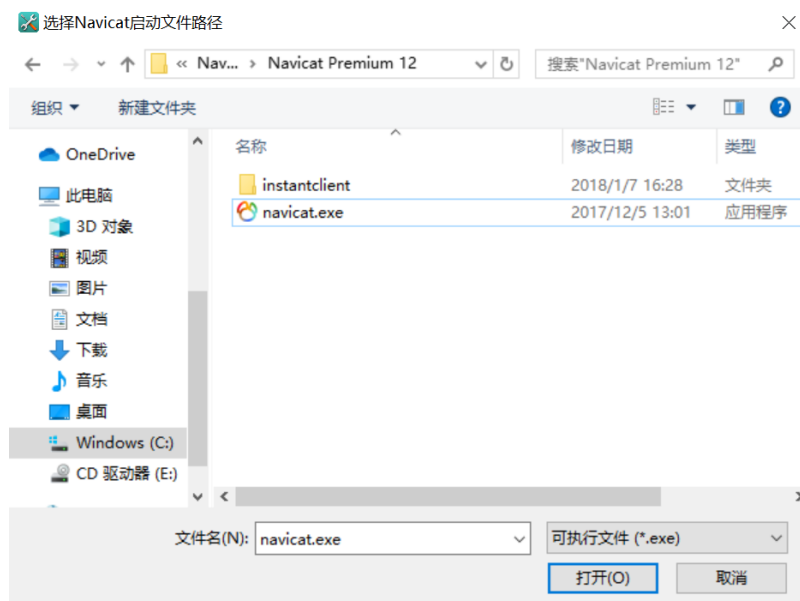 选择Navicat启动文件路径
« Nav... › Navicat Premium 12
搜索"Navicat Premium 12"
组织
新建文件夹
OneDrive
此电脑
3D 对象
视频
图片
文档
下载
音乐
桌面
Windows (C:)
CD 驱动器 (E:)
名称 修改日期 类型
instantclient 2018/1/7 16:28 文件夹
navicat.exe 2017/12/5 13:01 应用程序
文件名(N): navicat.exe 可执行文件 (*.exe)
打开(O) 取消